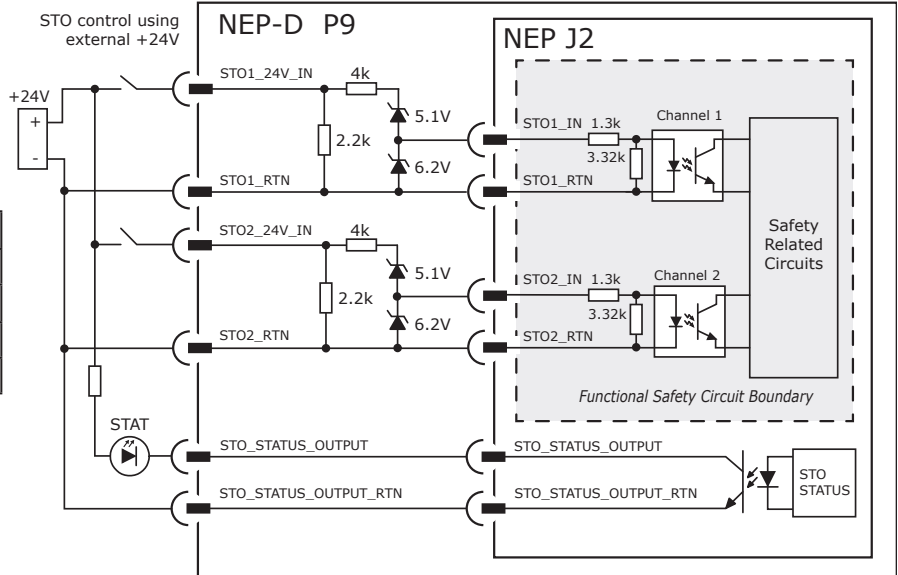 STO control using
external +24V
NEP-D P9
NEP J2
+24V
+
-
STO1_24V_IN
4k
5.1V
2.2k
6.2V
STO1_RTN
STO1_IN 1.3k
3.32k
Channel 1
STO1_RTN
STO2_24V_IN
4k
5.1V
2.2k
6.2V
STO2_RTN
STO2_IN 1.3k
3.32k
Channel 2
STO2_RTN
Safety
Related
Circuits
Functional Safety Circuit Boundary
STAT
STO_STATUS_OUTPUT
STO_STATUS_OUTPUT
STO_STATUS_OUTPUT_RTN
STO_STATUS_OUTPUT_RTN
STO
STATUS